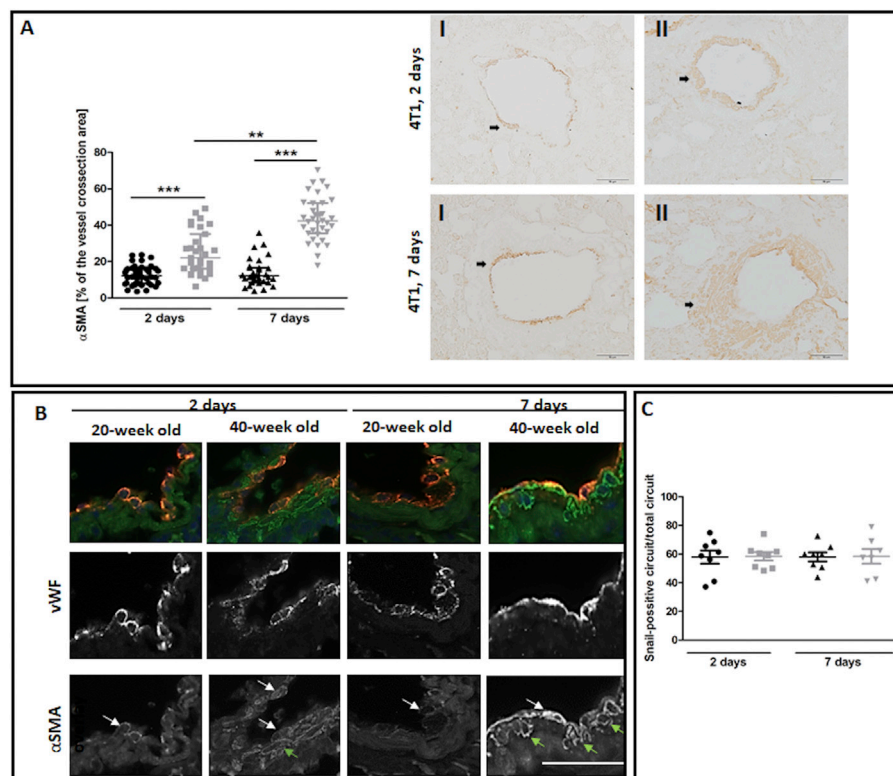 A
αSMA [% of the vessel crossection area]
80
60
40
20
0
***
**
***
2 days
7 days
4T1, 2 days
I
II
4T1, 7 days
I
II
B
2 days
7 days
20-week old
40-week old
20-week old
40-week old
vWF
αSMA
C
Snail-possitive circuit/total circuit
100
80
60
40
20
0
2 days
7 days